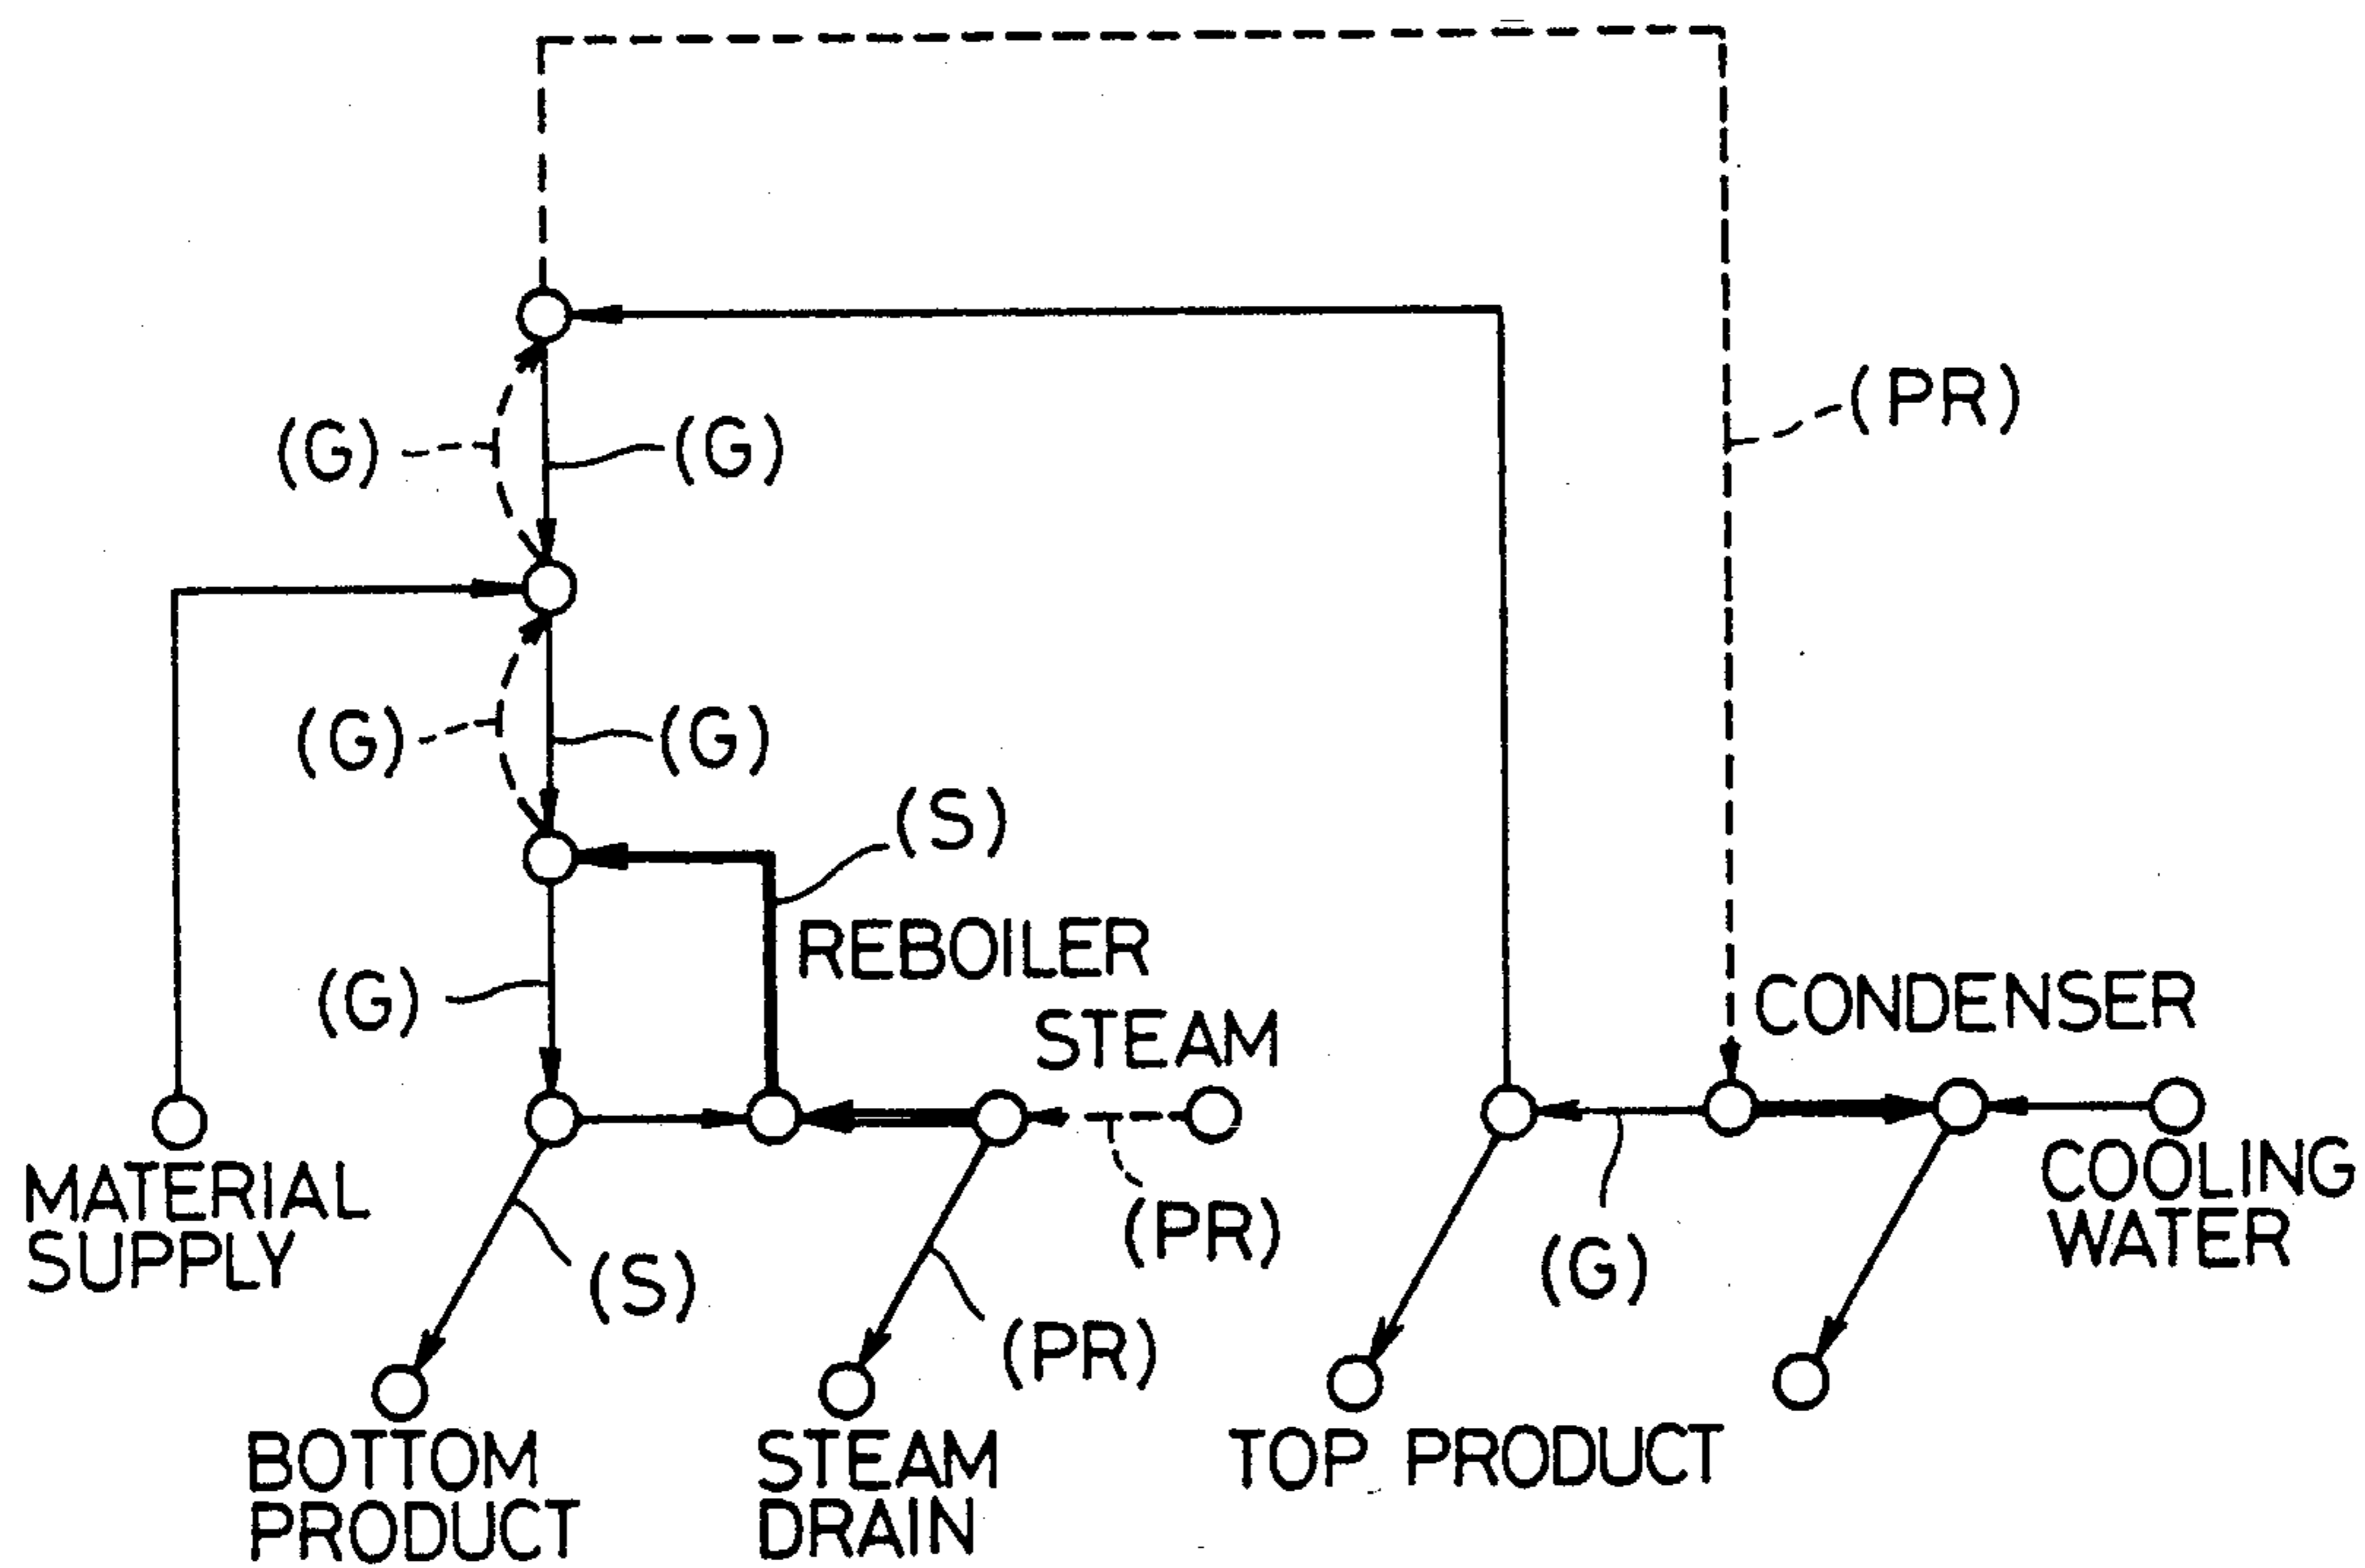 (PR)
(G)
(G)
(G)
(G)
(S)
REBOILER
(G)
CONDENSER
STEAM
MATERIAL
SUPPLY
COOLING
WATER
(PR)
(S)
(G)
(PR)
BOTTOM
PRODUCT
STEAM
DRAIN
TOP PRODUCT